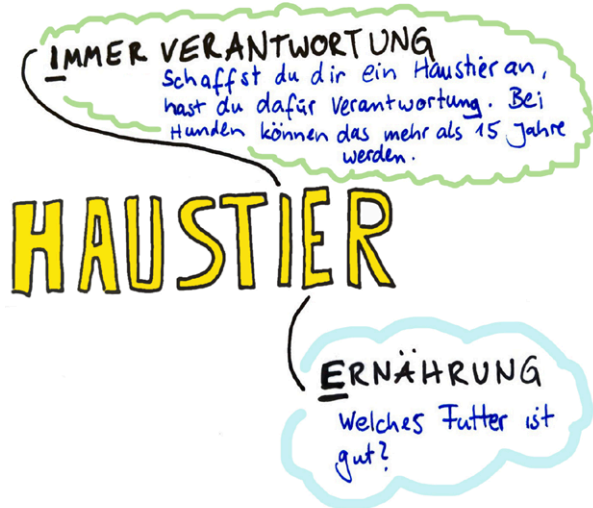 IMMER VERANTWORTUNG
Schaffst du dir ein Haustier an,
hast du dafür Verantwortung. Bei
Hunden können das mehr als 15 Jahre
werden.
HAUSTIER
ERNÄHRUNG
Welches Futter ist
gut?